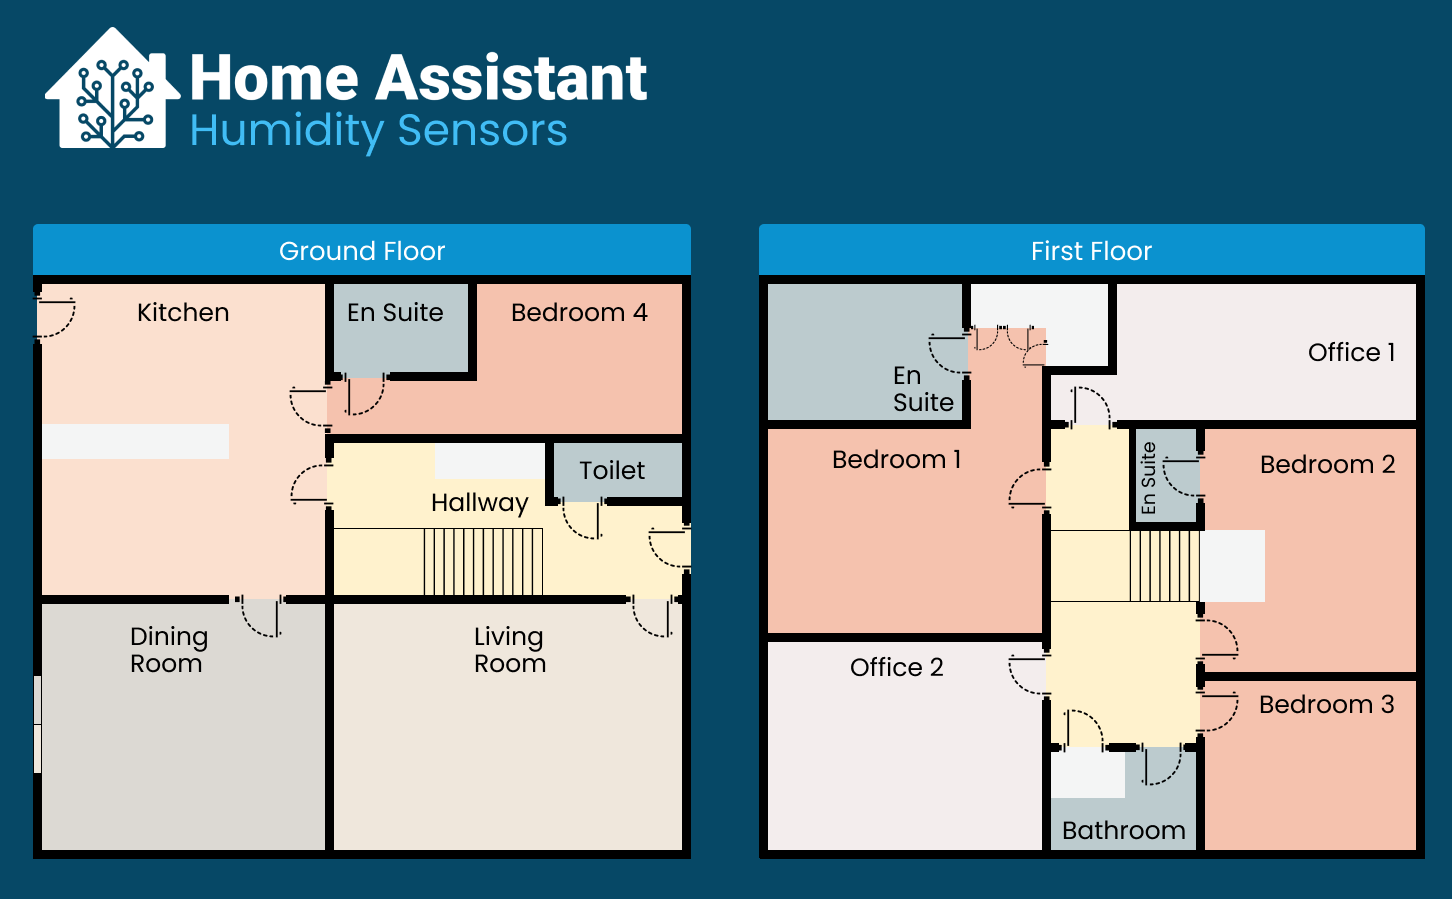 Home Assistant
Humidity Sensors
Ground Floor
Kitchen
En Suite
Bedroom 4
Toilet
Hallway
Dining
Room
Living
Room
First Floor
Office 1
En
Suite
Bedroom 1
En Suite
Bedroom 2
Office 2
Bedroom 3
Bathroom